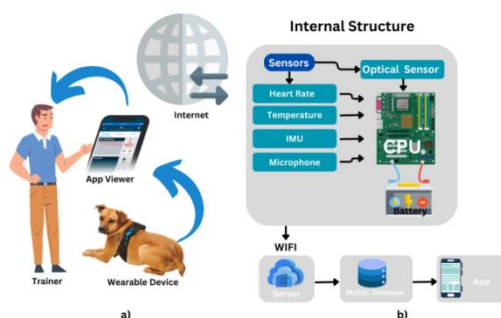 Internet
App Viewer
Trainer
Wearable Device
a)
Internal Structure
Sensors
Optical Sensor
Heart Rate
Temperature
IMU
Microphone
CPU
Battery
WIFI
Server
MySQL Database
App
b)